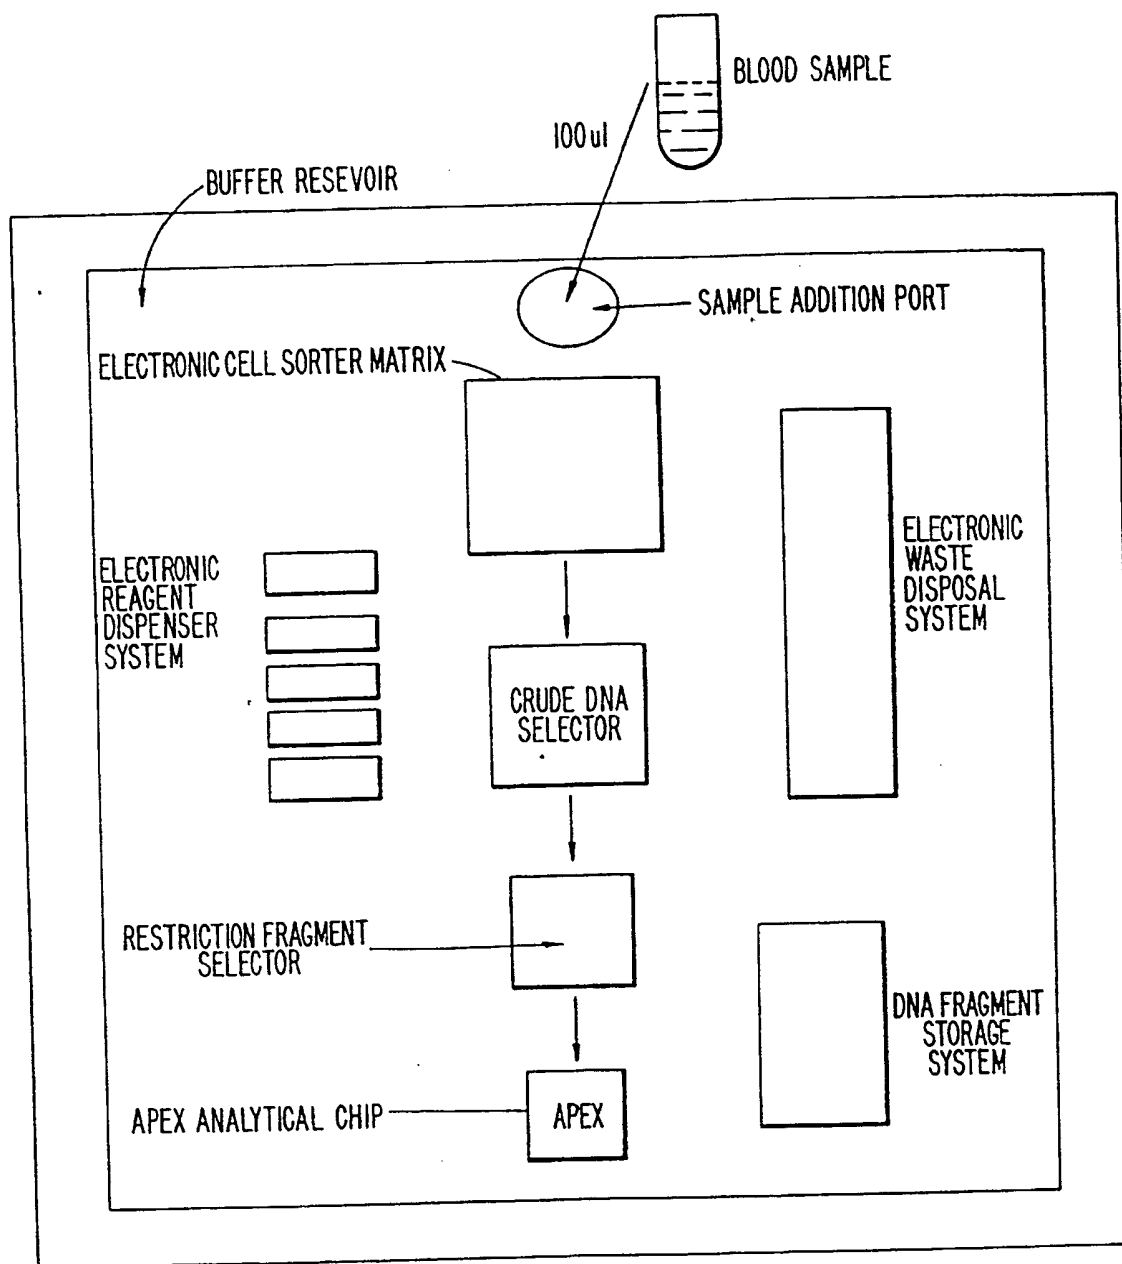 BLOOD SAMPLE
100ul
BUFFER RESEVOIR
SAMPLE ADDITION PORT
ELECTRONIC CELL SORTER MATRIX
ELECTRONIC
REAGENT
DISPENSER
SYSTEM
ELECTRONIC
WASTE
DISPOSAL
SYSTEM
CRUDE DNA
SELECTOR
RESTRICTION FRAGMENT
SELECTOR
DNA FRAGMENT
STORAGE
SYSTEM
APEX ANALYTICAL CHIP
APEX